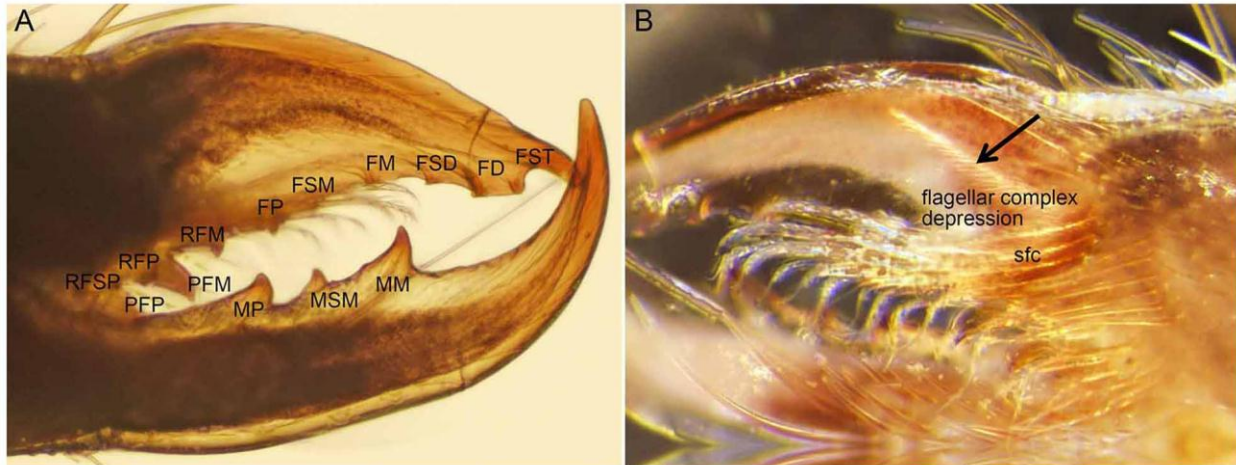 A
FM
FSD
FD
FST
FSM
FP
RFM
RFP
RFSP
PFM
PFP
MP
MSM
MM
B
flagellar complex
depression
sfc